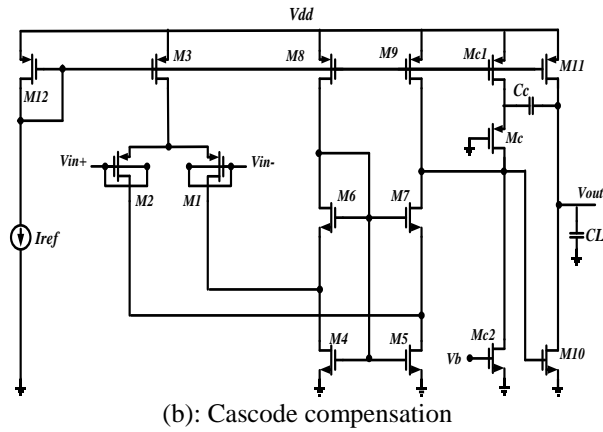 Vdd
M3
M8
M9
Mc1
M11
M12
Cc
Mc
Vin+
Vin-
M2
M1
M6
M7
Vout
Iref
CL
M4
M5
Vb
Mc2
M10
(b): Cascode compensation